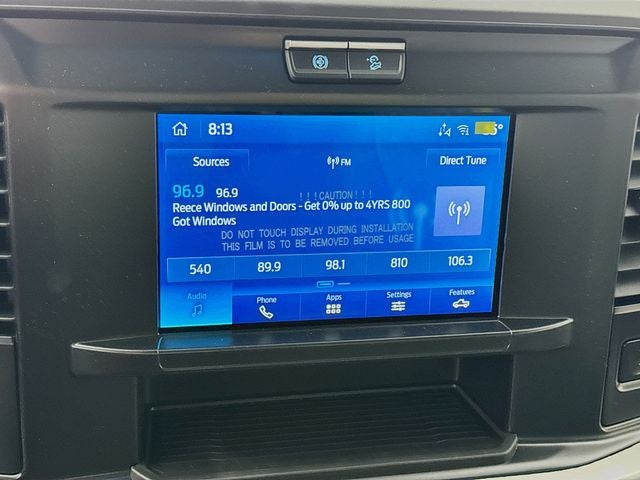 8:13
Sources
FM
Direct Tune
96.9 96.9
!!!CAUTION!!!
Reece Windows and Doors - Get 0% up to 4YRS 800
Got Windows
DO NOT TOUCH DISPLAY DURING INSTALLATION
THIS FILM IS TO BE REMOVED BEFORE USAGE
540 89.9 98.1 810 106.3
Audio Phone Apps Settings Features